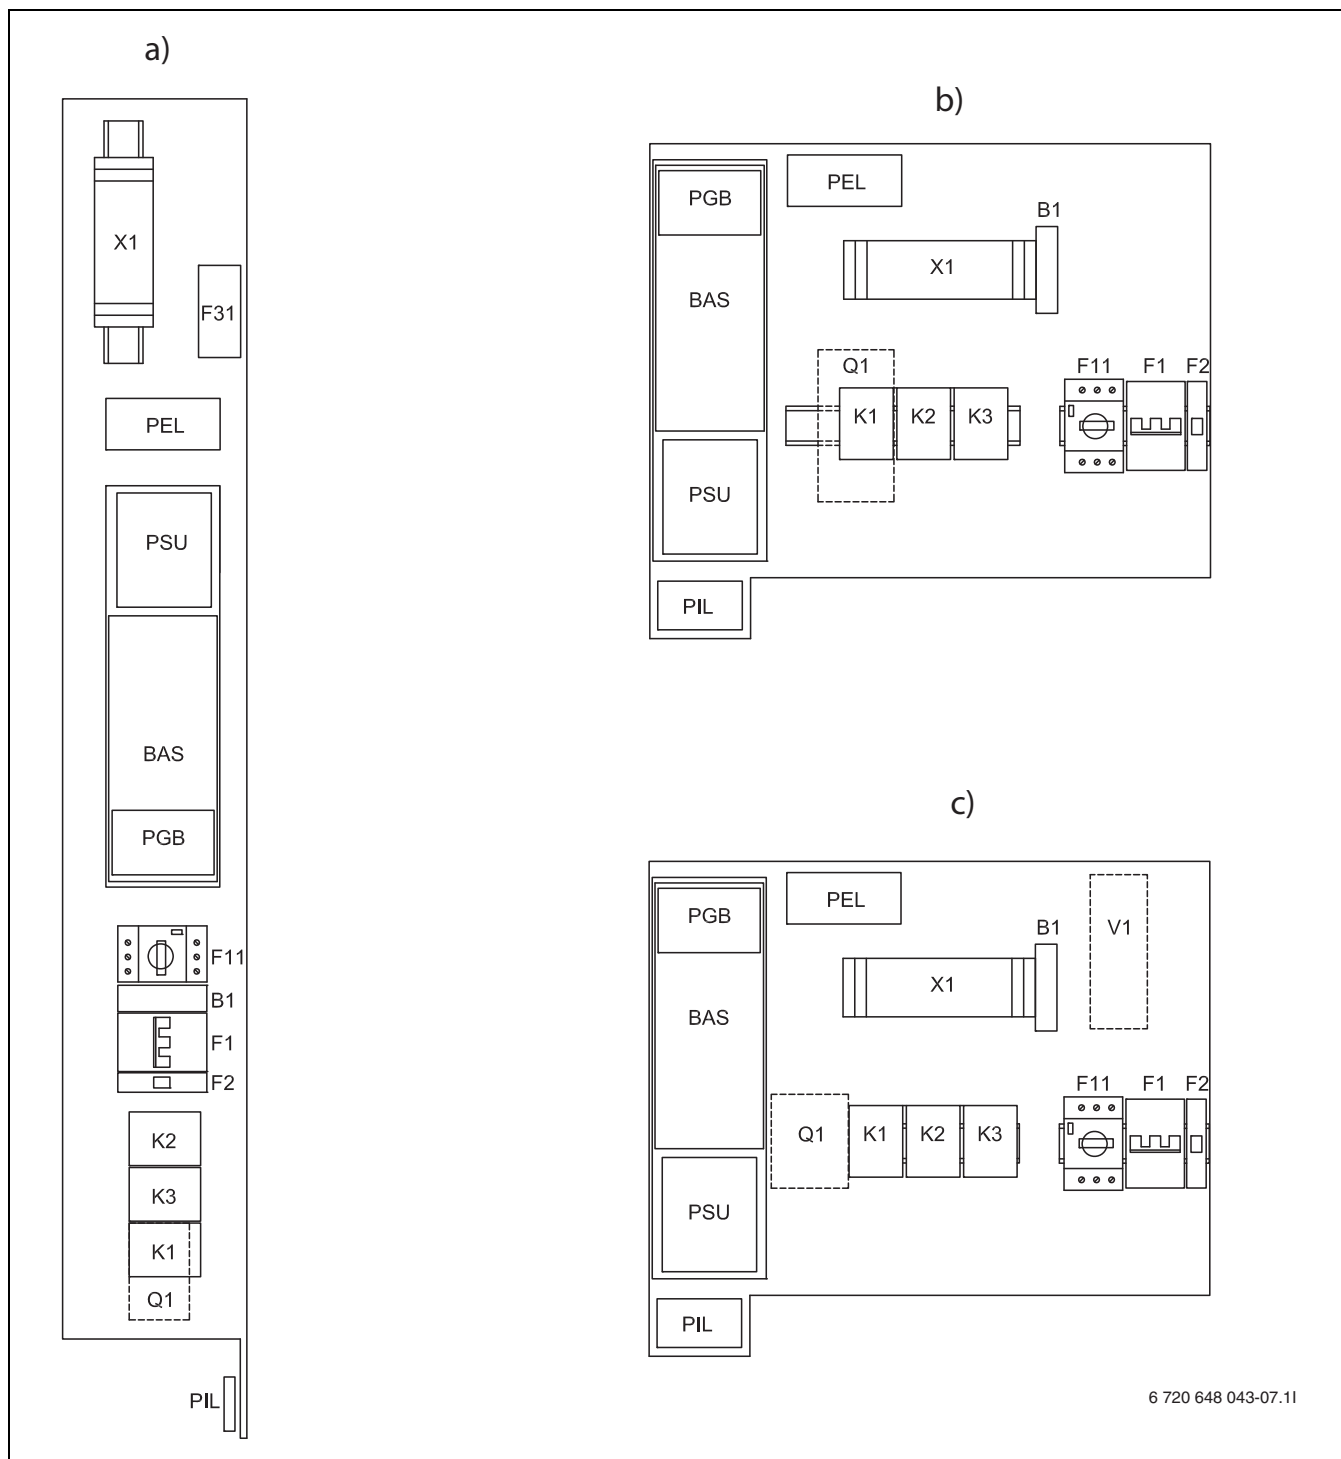 a)
X1
F31
PEL
PSU
BAS
PGB
F11
B1
F1
F2
K2
K3
K1
Q1
PIL
b)
PGB
PEL
B1
X1
BAS
Q1
F11 F1 F2
K1 K2 K3
PSU
PIL
c)
PGB
PEL
B1
V1
X1
BAS
F11 F1 F2
Q1 K1 K2 K3
PSU
PIL
6 720 648 043-07.1I